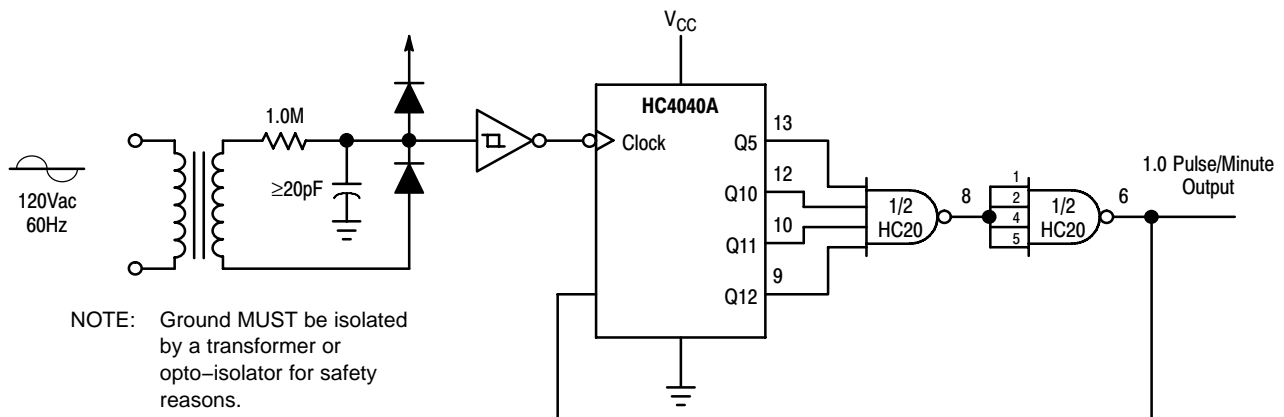 VCC
HC4040A
1.0M
Clock
≥20pF
120Vac
60Hz
Q5
13
Q10
12
Q11
10
Q12
9
1/2
HC20
8
1
2
4
5
1/2
HC20
6
1.0 Pulse/Minute
Output
NOTE: Ground MUST be isolated
by a transformer or
opto−isolator for safety
reasons.